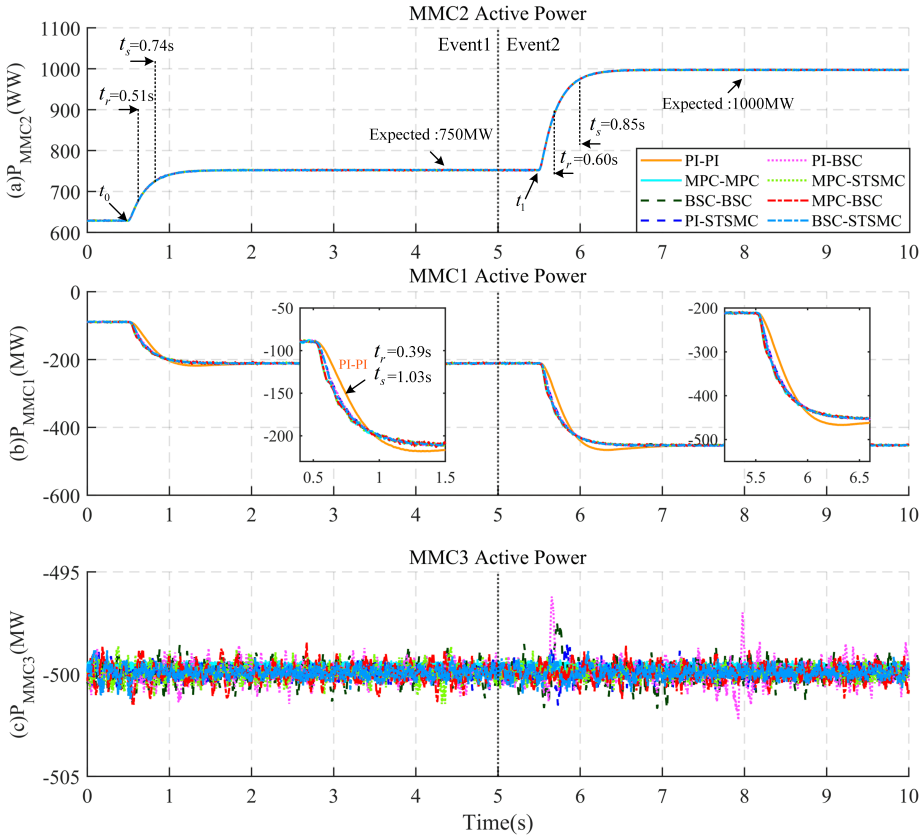 MMC2 Active Power
(a)P_MMC2(WW)
1100
1000
900
800
700
600
t_s=0.74s
t_r=0.51s
t_0
Event1
Event2
Expected :750MW
Expected :1000MW
t_s=0.85s
t_r=0.60s
t_1
PI-PI
PI-BSC
MPC-MPC
MPC-STSMC
BSC-BSC
MPC-BSC
PI-STSMC
BSC-STSMC
0 1 2 3 4 5 6 7 8 9 10
MMC1 Active Power
(b)P_MMC1(MW)
0
-200
-400
-600
-50
-100
-150
-200
0.5 1 1.5
PI-PI
t_r=0.39s
t_s=1.03s
-200
-300
-400
-500
5.5 6 6.5
0 1 2 3 4 5 6 7 8 9 10
MMC3 Active Power
(c)P_MMC3(MW)
-495
-500
-505
0 1 2 3 4 5 6 7 8 9 10
Time(s)